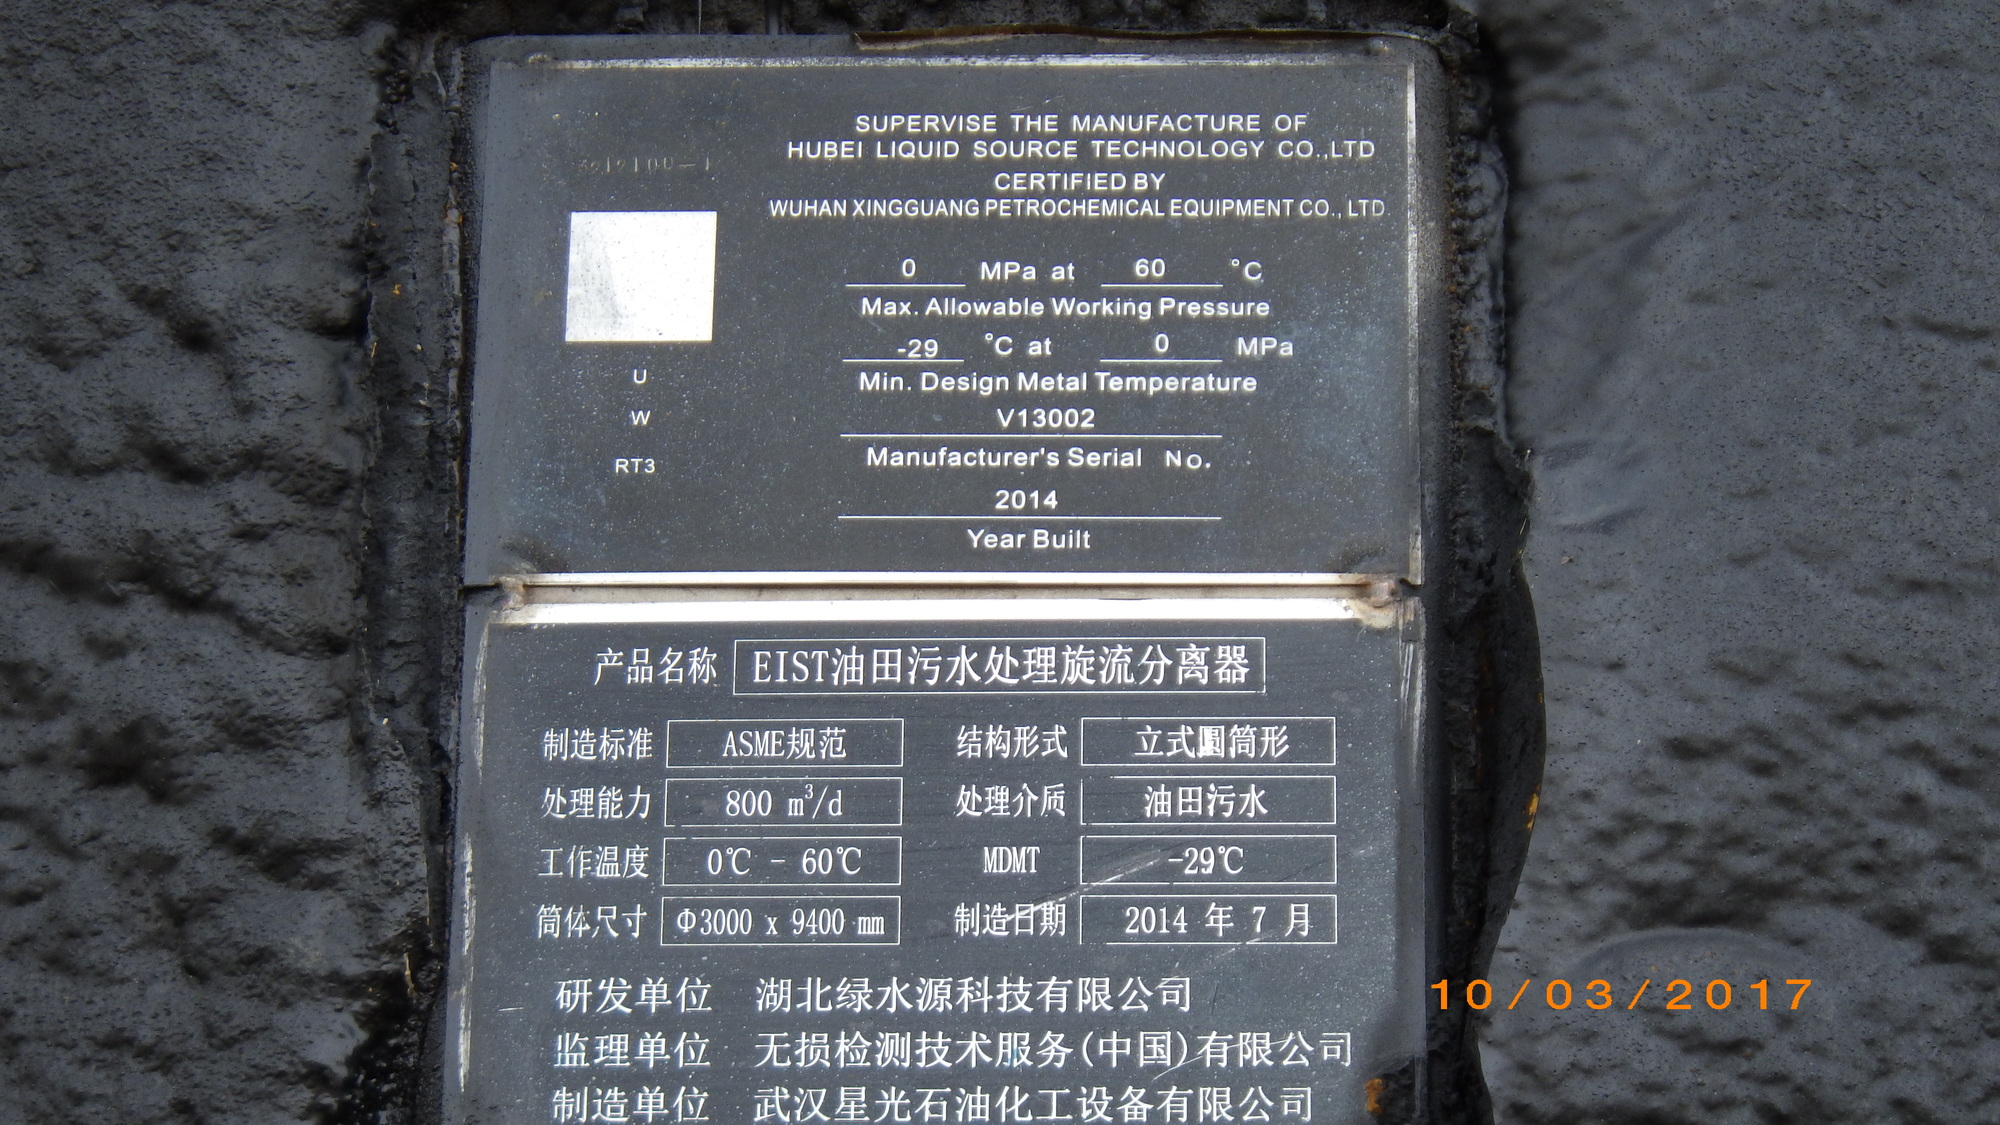 SUPERVISE THE MANUFACTURE OF
HUBEI LIQUID SOURCE TECHNOLOGY CO.,LTD
CERTIFIED BY
WUHAN XINGGUANG PETROCHEMICAL EQUIPMENT CO., LTD.
0 MPa at 60 °C
Max. Allowable Working Pressure
-29 °C at 0 MPa
Min. Design Metal Temperature
U
W
RT3
V13002
Manufacturer's Serial No.
2014
Year Built
产品名称 EIST油田污水处理旋流分离器
制造标准 ASME规范 结构形式 立式圆筒形
处理能力 800 m³/d 处理介质 油田污水
工作温度 0℃ - 60℃ MDMT -29℃
筒体尺寸 Φ3000 x 9400 mm 制造日期 2014 年 7 月
研发单位 湖北绿水源科技有限公司
监理单位 无损检测技术服务(中国)有限公司
制造单位 武汉星光石油化工设备有限公司
10/03/2017